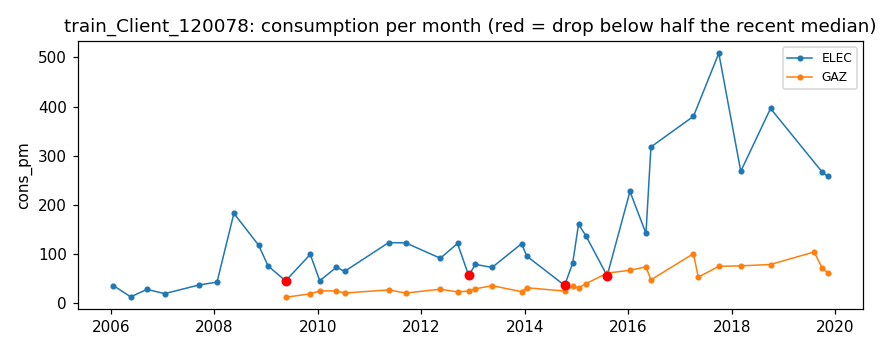 train_Client_120078: consumption per month (red = drop below half the recent median)
500
400
300
200
100
0
cons_pm
ELEC
GAZ
2006 2008 2010 2012 2014 2016 2018 2020